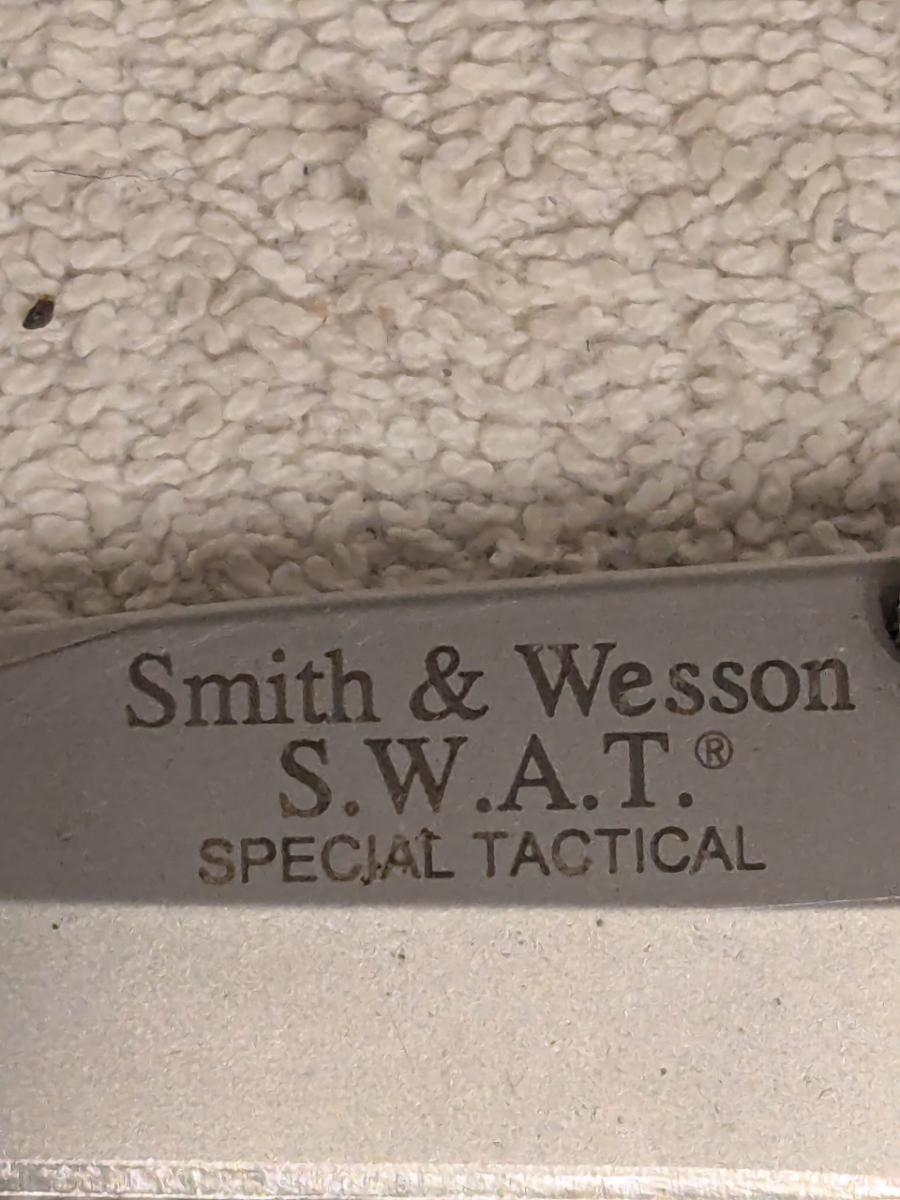 Smith & Wesson
S.W.A.T.®
SPECIAL TACTICAL